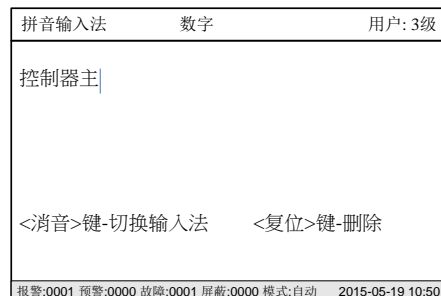 拼音输入法 数字 用户: 3级
控制器主
<消音>键-切换输入法 <复位>键-删除
报警:0001 预警:0000 故障:0001 屏蔽:0000 模式:自动 2015-05-19 10:50